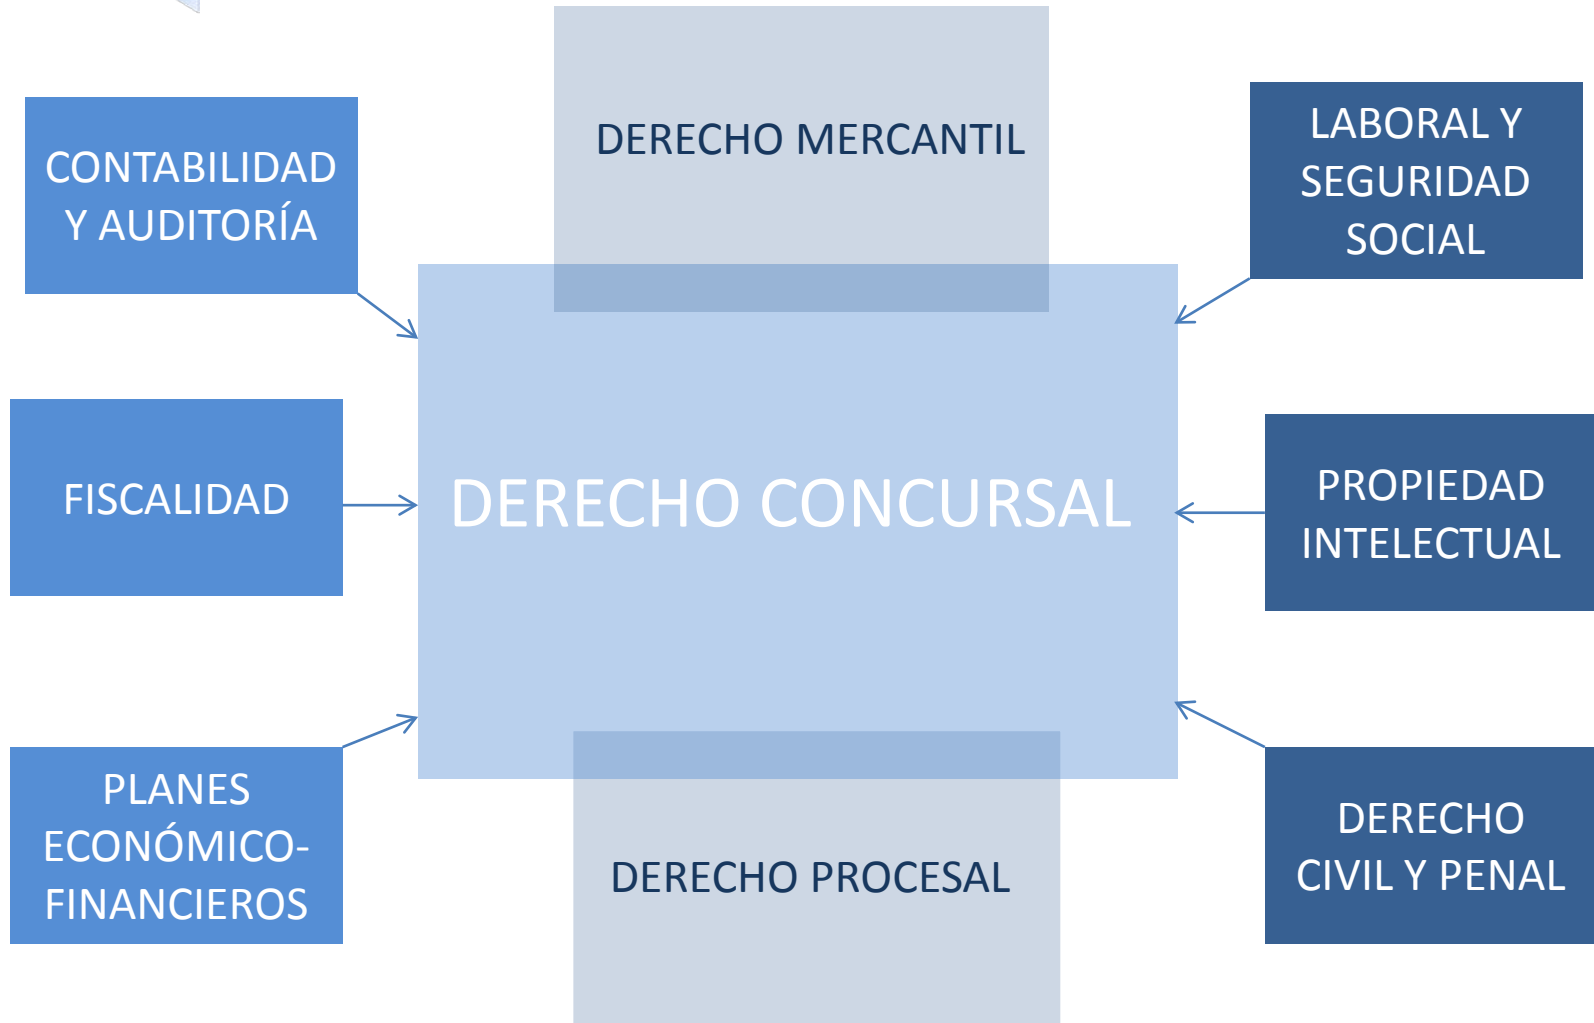 DERECHO MERCANTIL
CONTABILIDAD
Y AUDITORÍA
LABORAL Y
SEGURIDAD
SOCIAL
FISCALIDAD
DERECHO CONCURSAL
PROPIEDAD
INTELECTUAL
PLANES
ECONÓMICO-
FINANCIEROS
DERECHO PROCESAL
DERECHO
CIVIL Y PENAL